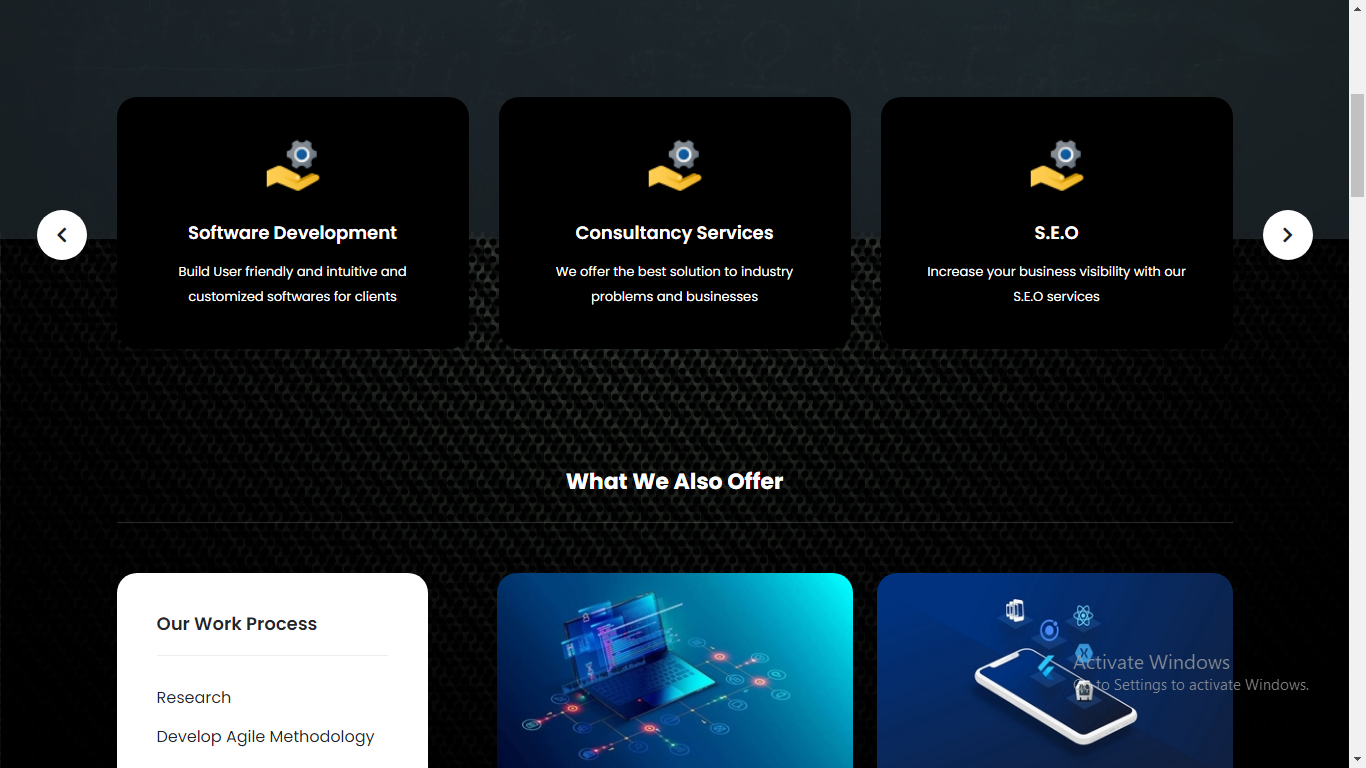 Software Development
Build User friendly and intuitive and
customized softwares for clients
Consultancy Services
We offer the best solution to industry
problems and businesses
S.E.O
Increase your business visibility with our
S.E.O services
What We Also Offer
Our Work Process
Research
Develop Agile Methodology
Activate Windows
Go to Settings to activate Windows.